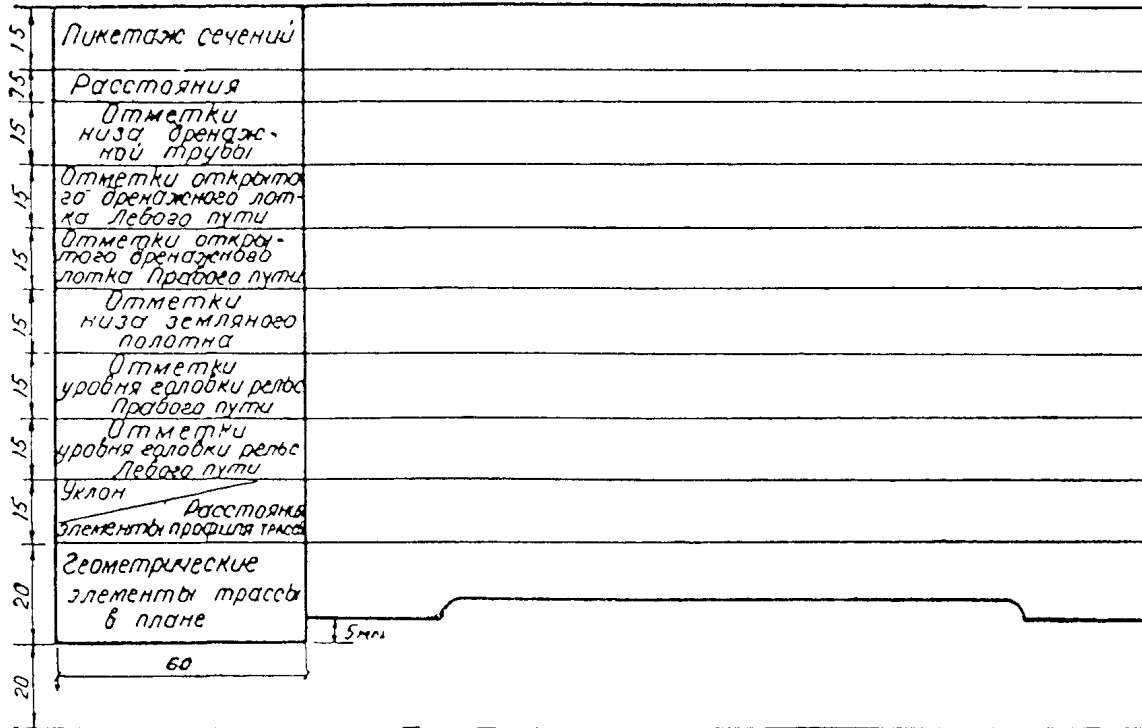 15
Пикетаж сечений
7.5
Расстояния
15
Отметки
низа дренаж-
ной трубы
15
Отметки открыто
го дренажного лот-
ка Левого пути
15
Отметки откры-
того дренажного
лотка Правого пути
15
Отметки
низа земляного
полотна
15
Отметки
уровня головки рельс
Правого пути
15
Отметки
уровня головки рельс
Левого пути
15
Уклон
Расстояния
Элементы профиля трассы
20
Геометрические
элементы трассы
в плане
5мм
60
20